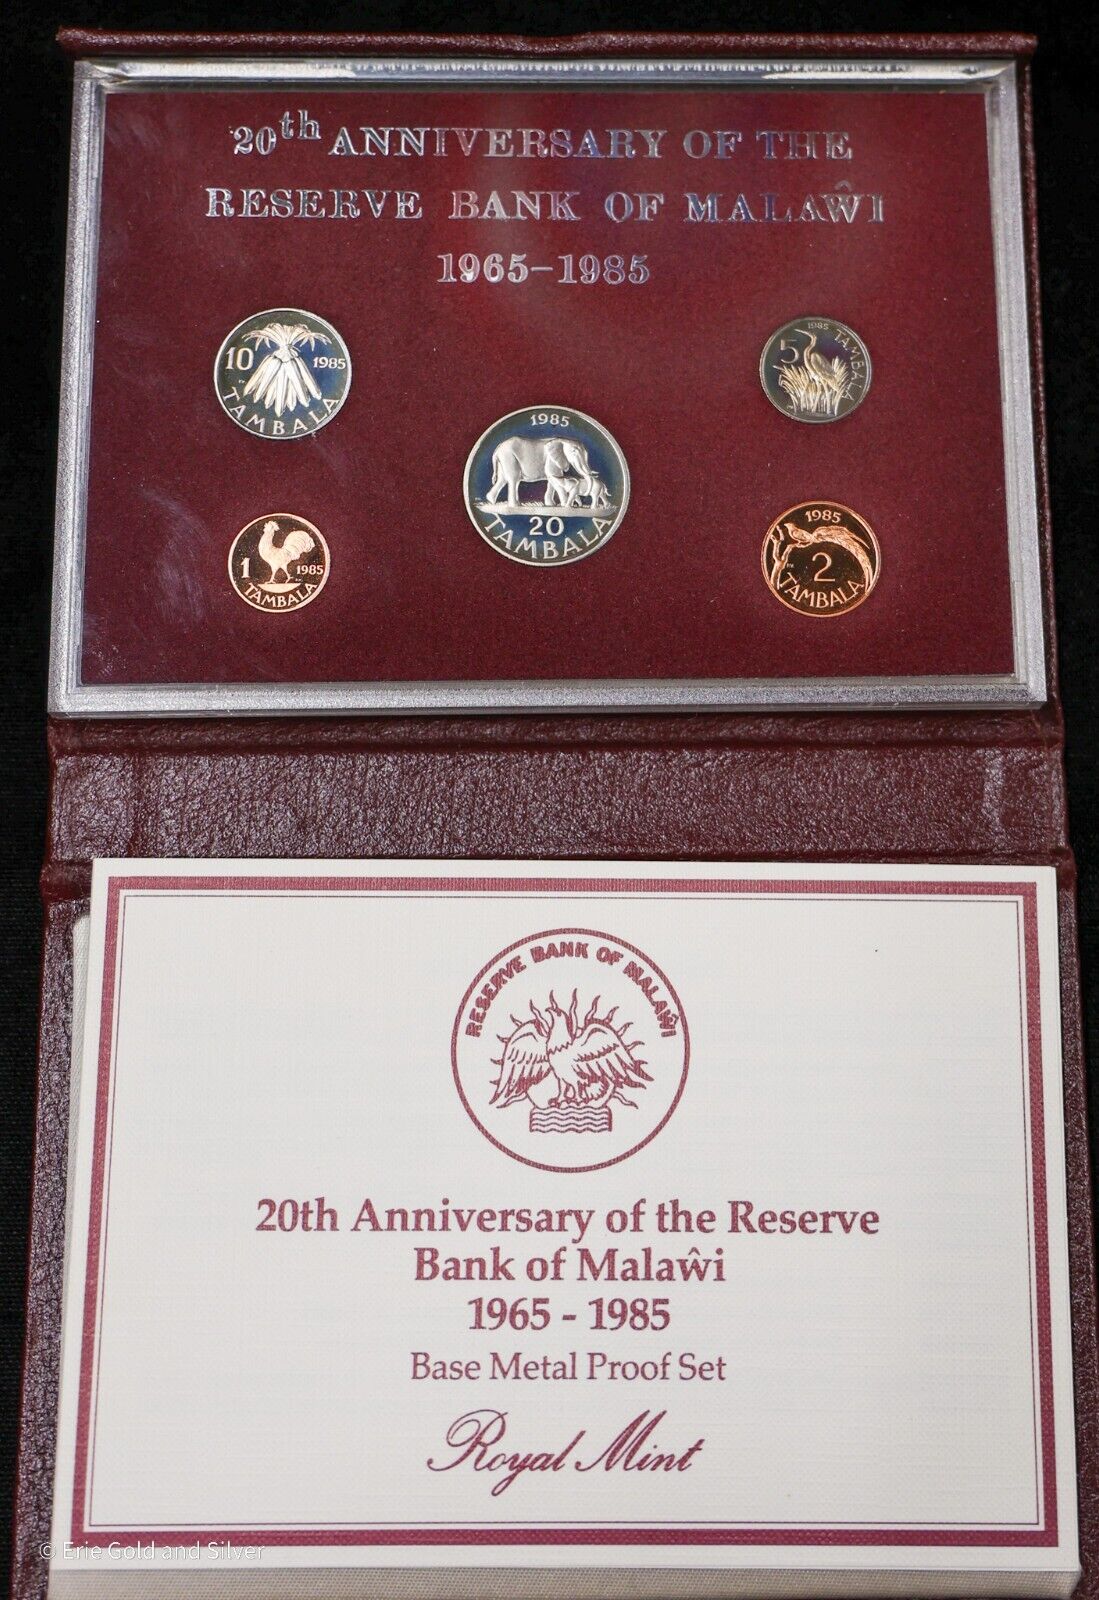 20th ANNIVERSARY OF THE
RESERVE BANK OF MALAŴI
1965-1985
10 1985
TAMBALA
1985
5 TAMBALA
1985
20
TAMBALA
1 1985
TAMBALA
1985
2
TAMBALA
RESERVE BANK OF MALAŴI
20th Anniversary of the Reserve
Bank of Malaŵi
1965 - 1985
Base Metal Proof Set
Royal Mint
© Erie Gold and Silver